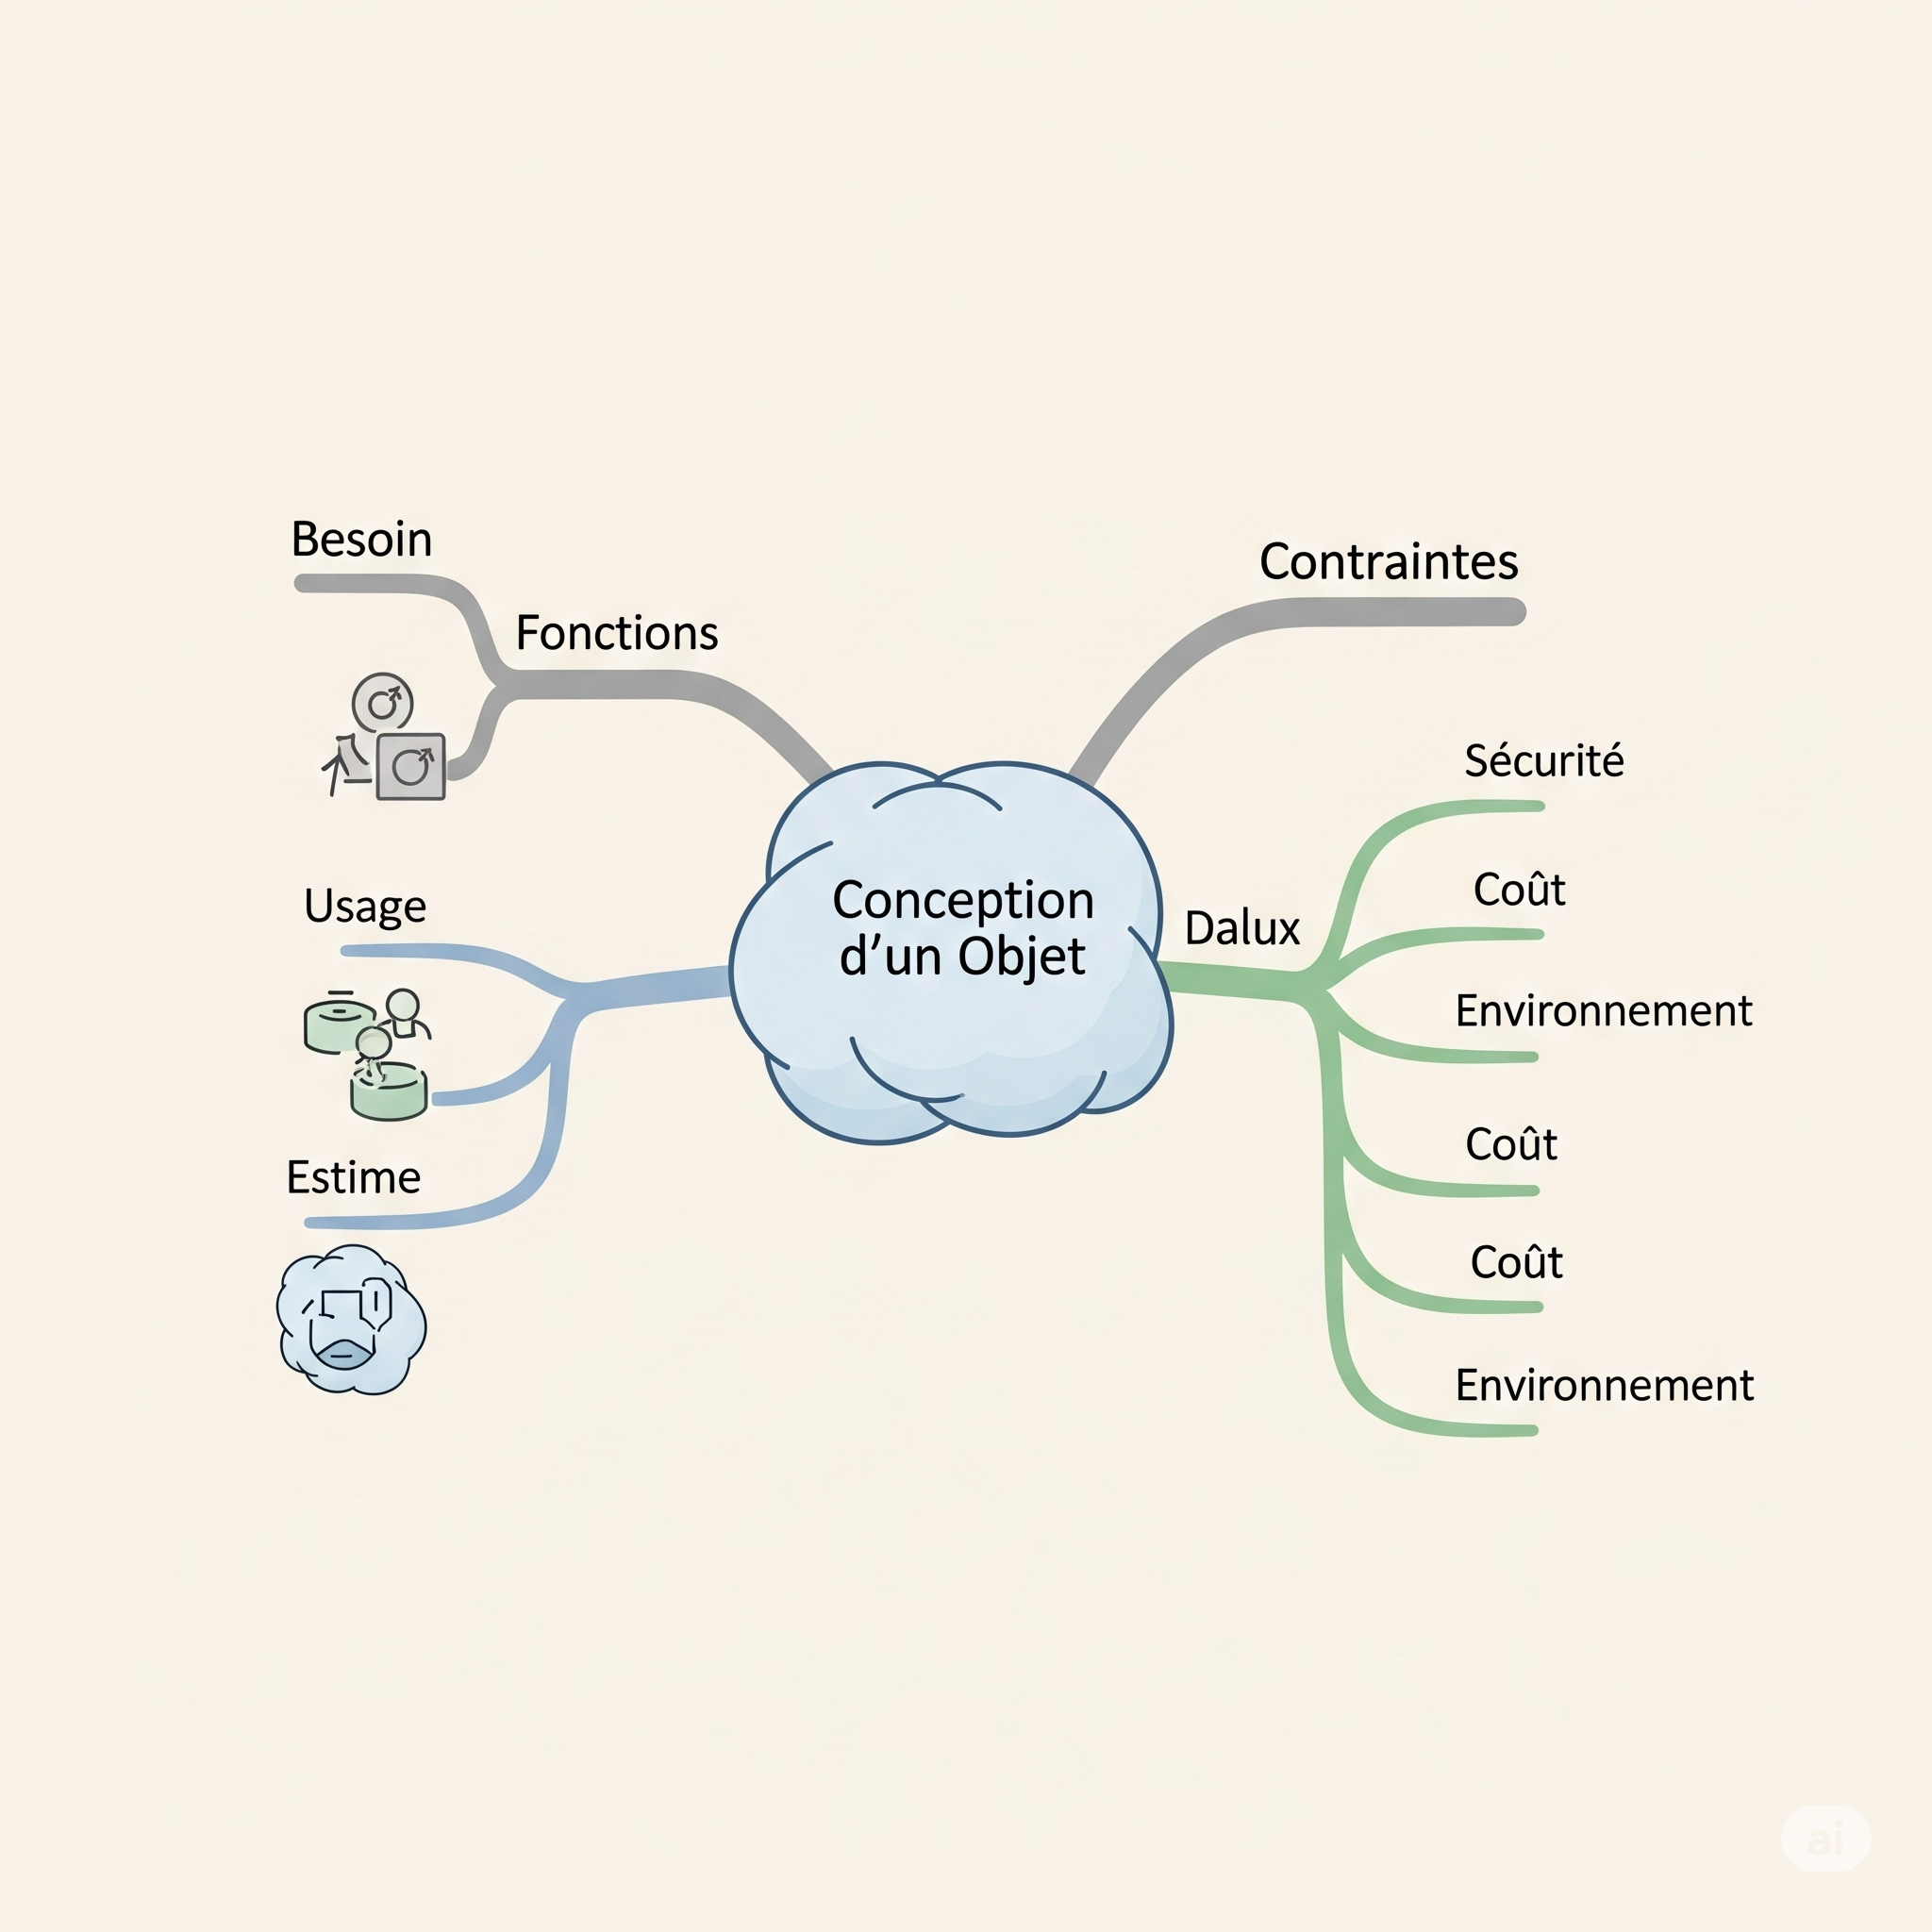 Besoin
Fonctions
Usage
Estime
Conception
d’un Objet
Contraintes
Dalux
Sécurité
Coût
Environnement
Coût
Coût
Environnement
ai